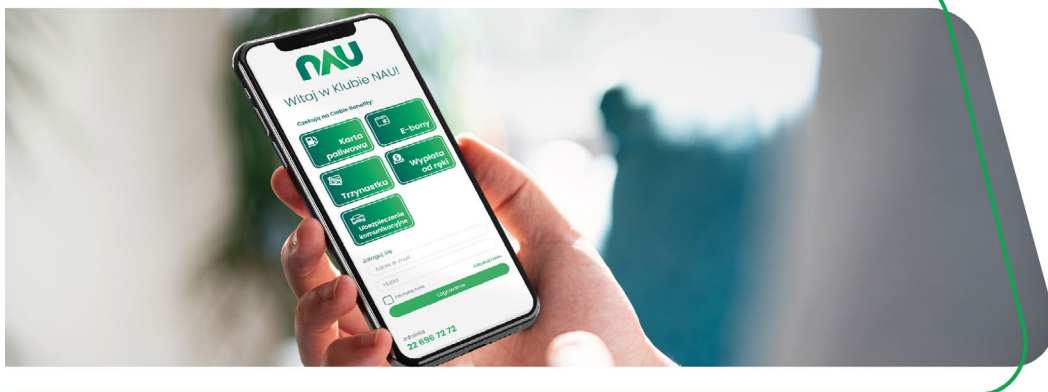 NAU
Witaj w Klubie NAU!
Czekają na Ciebie Benefity:
Karta
paliwowa
E-bony
Trzynastka
Wypłata
od ręki
Ubezpieczenie
komunikacyjne
Zaloguj się
Adres e-mail
Hasło
Logowanie
Infolinia
22 696 72 72